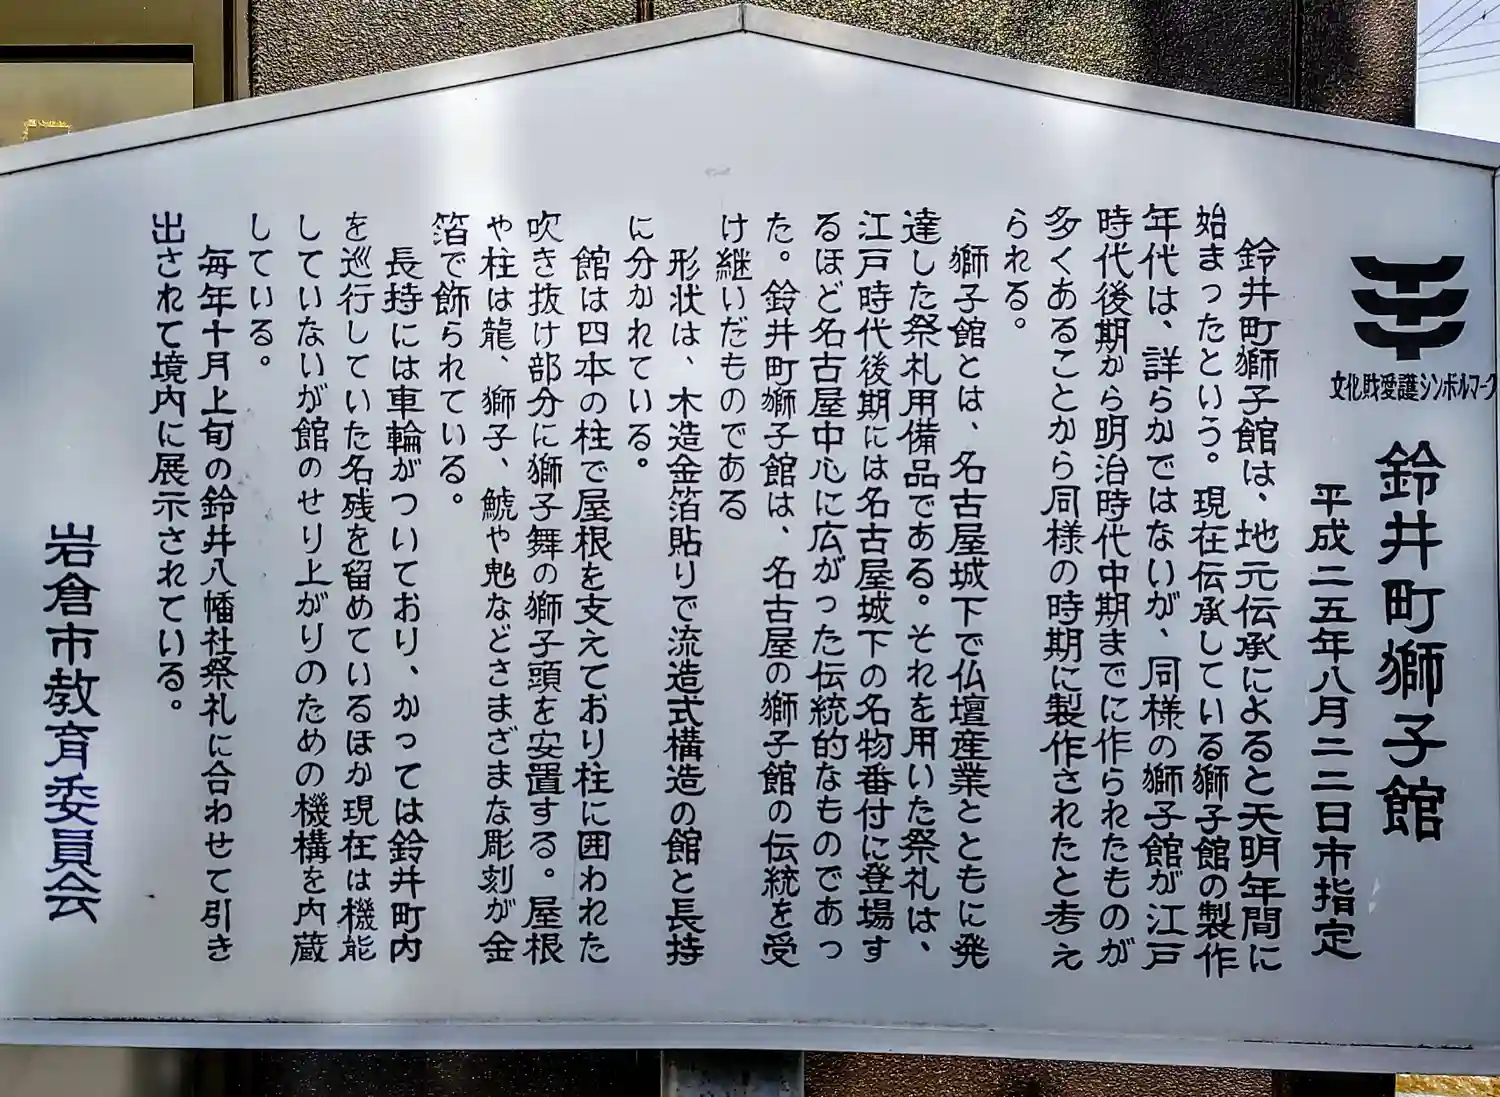 文化財愛護シンボルマーク
鈴井町獅子館
平成二五年八月二二日市指定
鈴井町獅子館は、地元伝承によると天明年間に
始まったという。現在伝承している獅子館の製作
年代は、詳らかではないが、同様の獅子館が江戸
時代後期から明治時代中期までに作られたものが
多くあることから同様の時期に製作されたと考え
られる。
獅子館とは、名古屋城下で仏壇産業とともに発
達した祭礼用備品である。それを用いた祭礼は、
江戸時代後期には名古屋城下の名物番付に登場す
るほど名古屋中心に広がった伝統的なものであっ
た。鈴井町獅子館は、名古屋の獅子館の伝統を受
け継いだものである
形状は、木造金箔貼りで流造式構造の館と長持
に分かれている。
館は四本の柱で屋根を支えており柱に囲われた
吹き抜け部分に獅子舞の獅子頭を安置する。屋根
や柱は龍、獅子、鯱や鬼などさまざまな彫刻が金
箔で飾られている。
長持には車輪がついており、かつては鈴井町内
を巡行していた名残を留めているほか現在は機能
していないが館のせり上がりのための機構を内蔵
している。
毎年十月上旬の鈴井八幡社祭礼に合わせて引き
出されて境内に展示されている。
岩倉市教育委員会